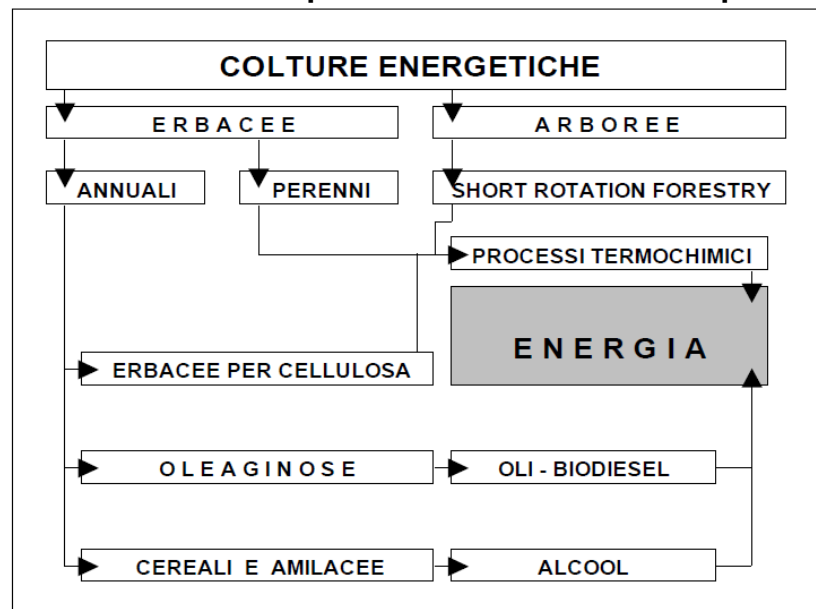 COLTURE ENERGETICHE
ERBACEE
ARBOREE
ANNUALI
PERENNI
SHORT ROTATION FORESTRY
PROCESSI TERMOCHIMICI
ENERGIA
ERBACEE PER CELLULOSA
OLEAGINOSE
OLI - BIODIESEL
CEREALI E AMILACEE
ALCOOL